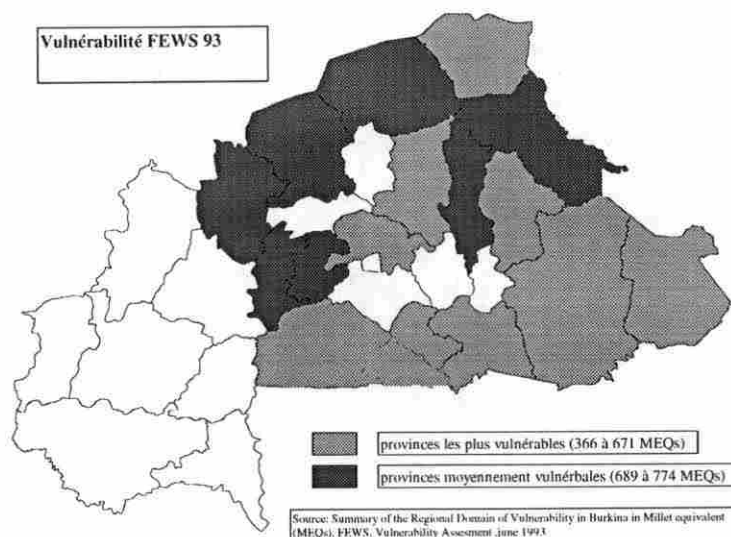 Vulnérabilité FEWS 93
provinces les plus vulnérables (366 à 671 MEQs)
provinces moyennement vulnérbales (689 à 774 MEQs)
Source: Summary of the Regional Domain of Vulnerability in Burkina in Millet equivalent
(MEQs). FEWS. Vulnerability Assesment ,june 1993